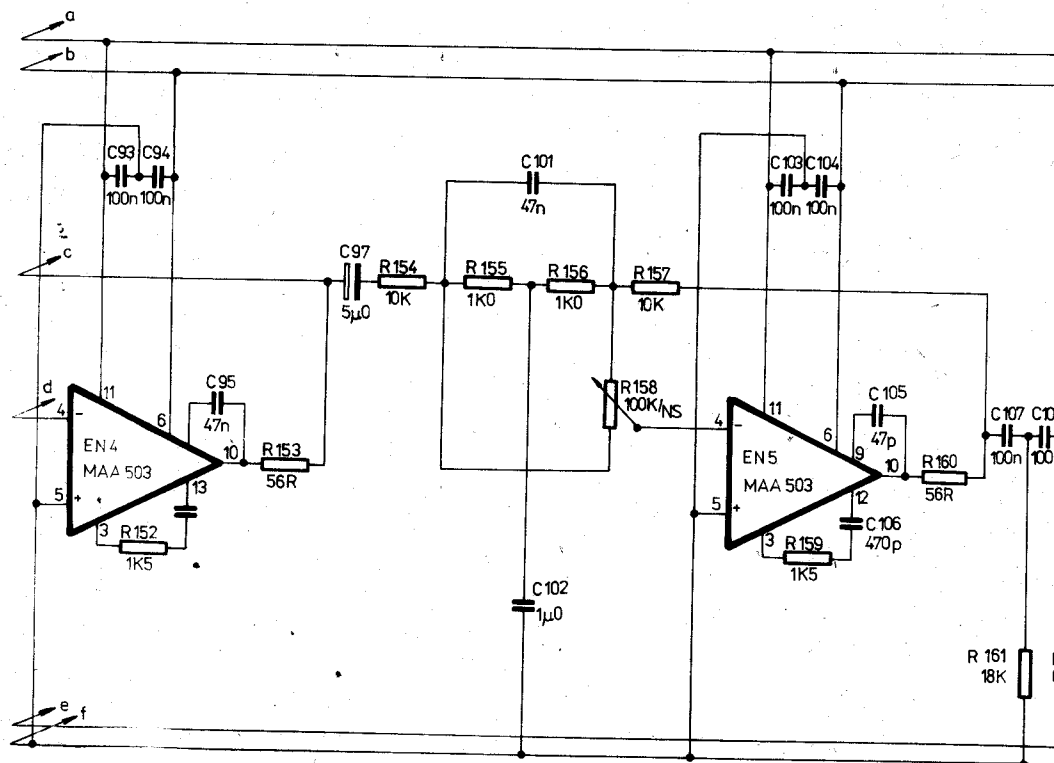 a
b
C93
C94
100n
100n
C101
47n
C103
C104
100n
100n
c
C97
5µ0
R154
10K
R155
1K0
R156
1K0
R157
10K
R158
100K/NS
d
4
-
11
6
C95
47n
EN4
MAA 503
10
R153
56R
13
5
+
3
R152
1K5
4
-
11
6
C105
47p
9
EN5
MAA 503
10
R160
56R
12
C106
470p
5
+
3
R159
1K5
C107
100n
C10
100
C102
1µ0
R 161
18K
e
f